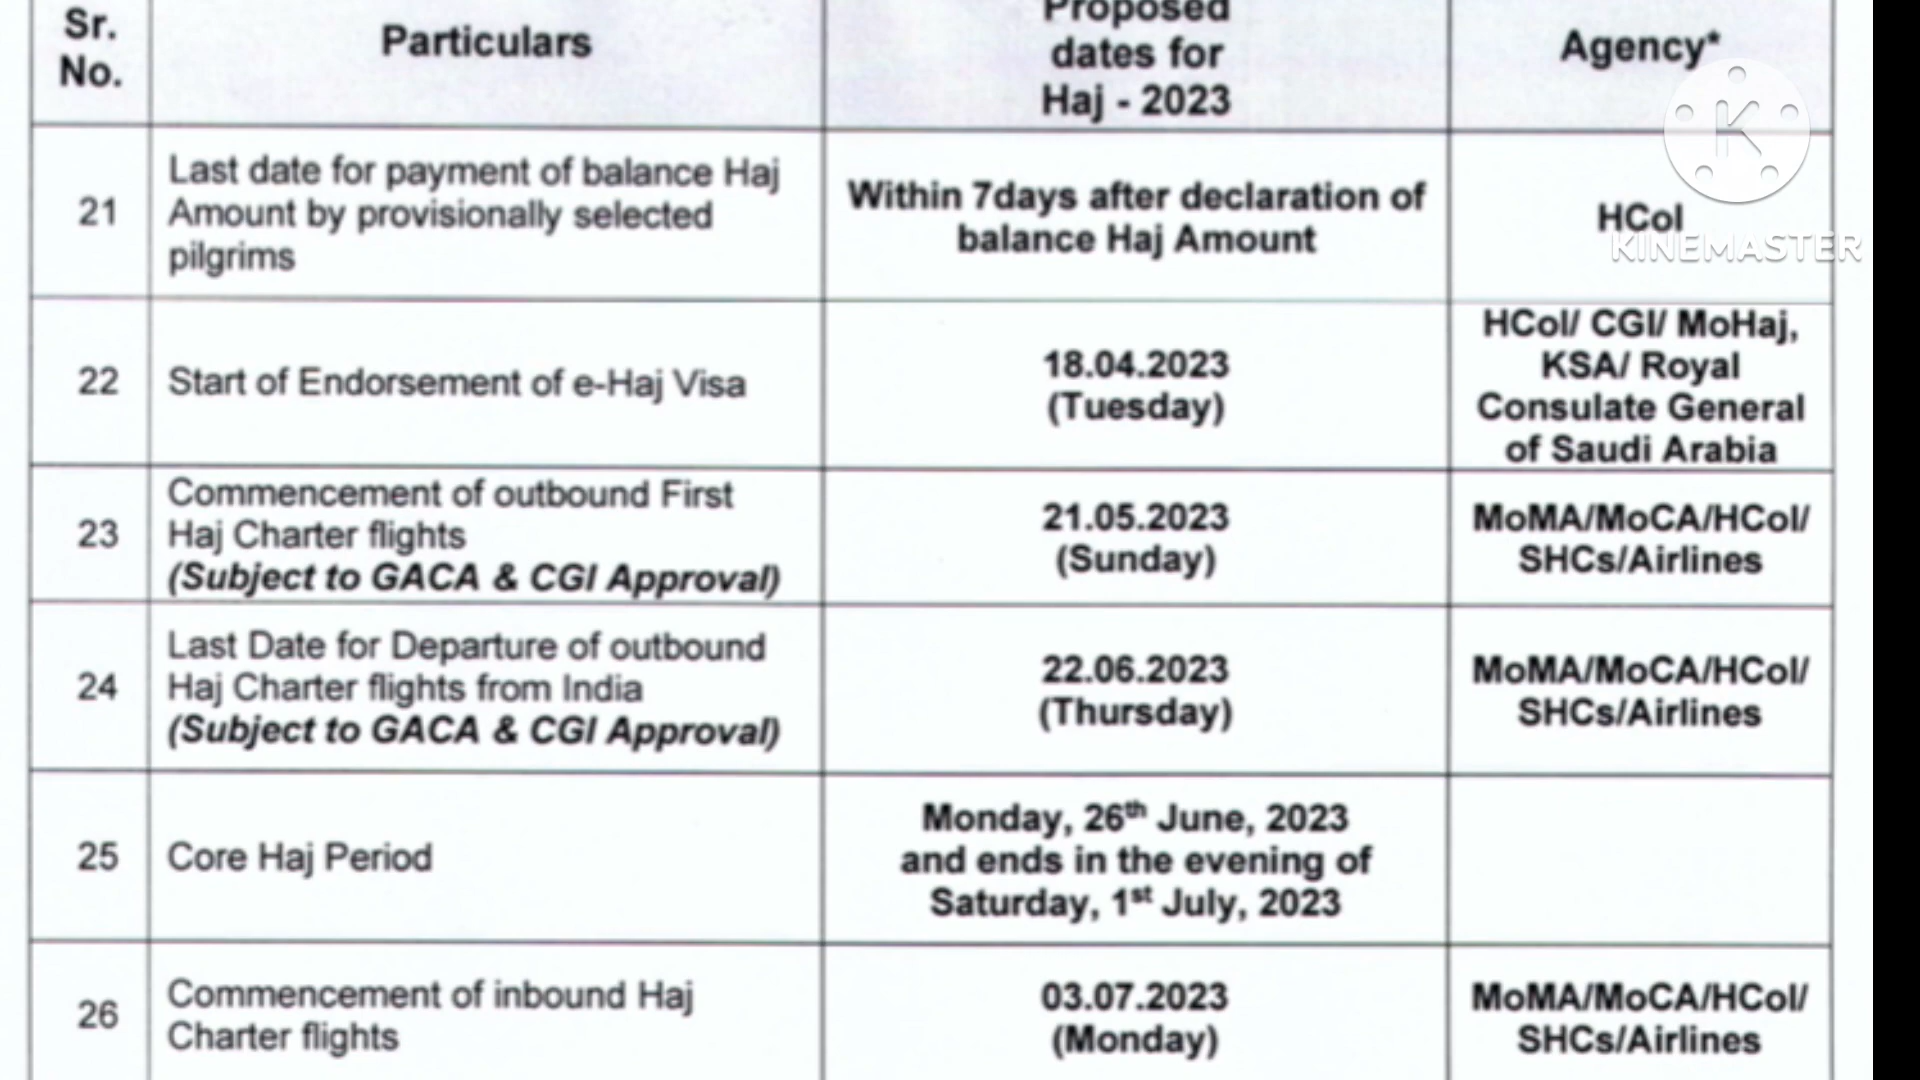 Sr.
No.
Particulars
Proposed
dates for
Haj - 2023
Agency*
21
Last date for payment of balance Haj
Amount by provisionally selected
pilgrims
Within 7days after declaration of
balance Haj Amount
HCoI
22
Start of Endorsement of e-Haj Visa
18.04.2023
(Tuesday)
HCoI/ CGI/ MoHaj,
KSA/ Royal
Consulate General
of Saudi Arabia
23
Commencement of outbound First
Haj Charter flights
(Subject to GACA & CGI Approval)
21.05.2023
(Sunday)
MoMA/MoCA/HCoI/
SHCs/Airlines
24
Last Date for Departure of outbound
Haj Charter flights from India
(Subject to GACA & CGI Approval)
22.06.2023
(Thursday)
MoMA/MoCA/HCoI/
SHCs/Airlines
25
Core Haj Period
Monday, 26th June, 2023
and ends in the evening of
Saturday, 1st July, 2023
26
Commencement of inbound Haj
Charter flights
03.07.2023
(Monday)
MoMA/MoCA/HCoI/
SHCs/Airlines
K
KINEMASTER